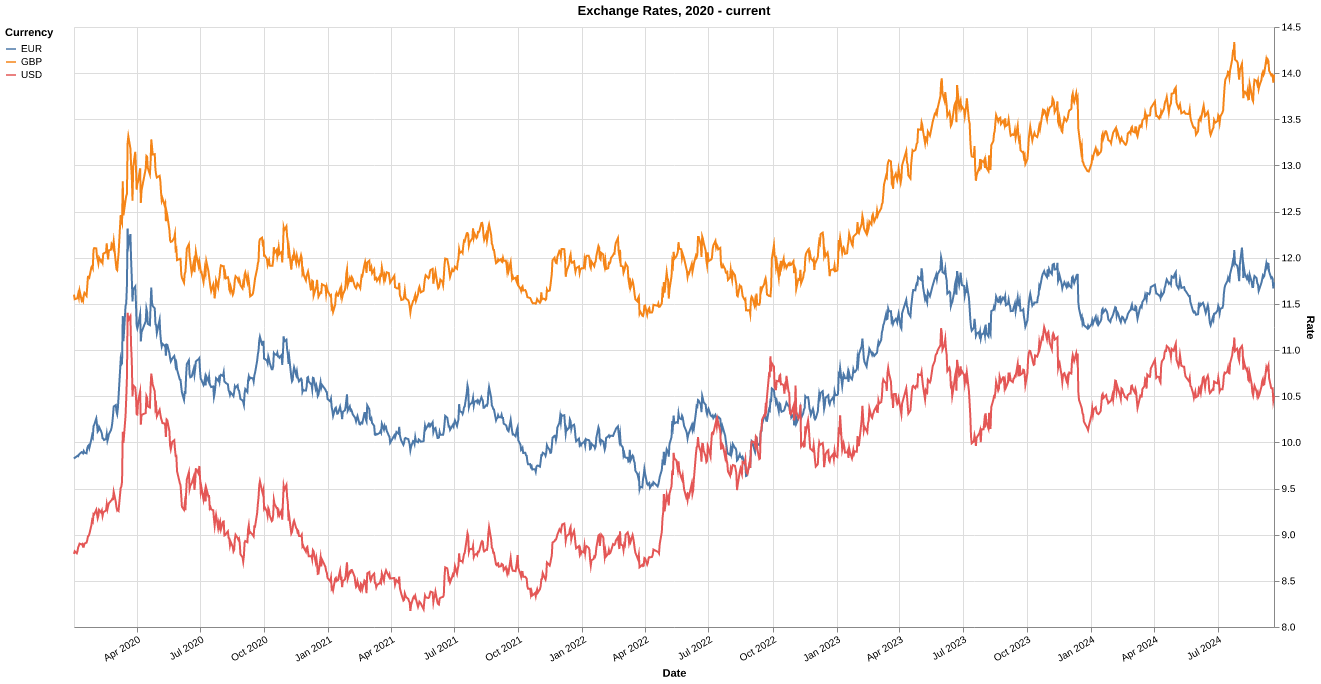 Exchange Rates, 2020 - current
Currency
EUR
GBP
USD
14.5
14.0
13.5
13.0
12.5
12.0
11.5
11.0
10.5
10.0
9.5
9.0
8.5
8.0
Rate
Apr 2020
Jul 2020
Oct 2020
Jan 2021
Apr 2021
Jul 2021
Oct 2021
Jan 2022
Apr 2022
Jul 2022
Oct 2022
Jan 2023
Apr 2023
Jul 2023
Oct 2023
Jan 2024
Apr 2024
Jul 2024
Date